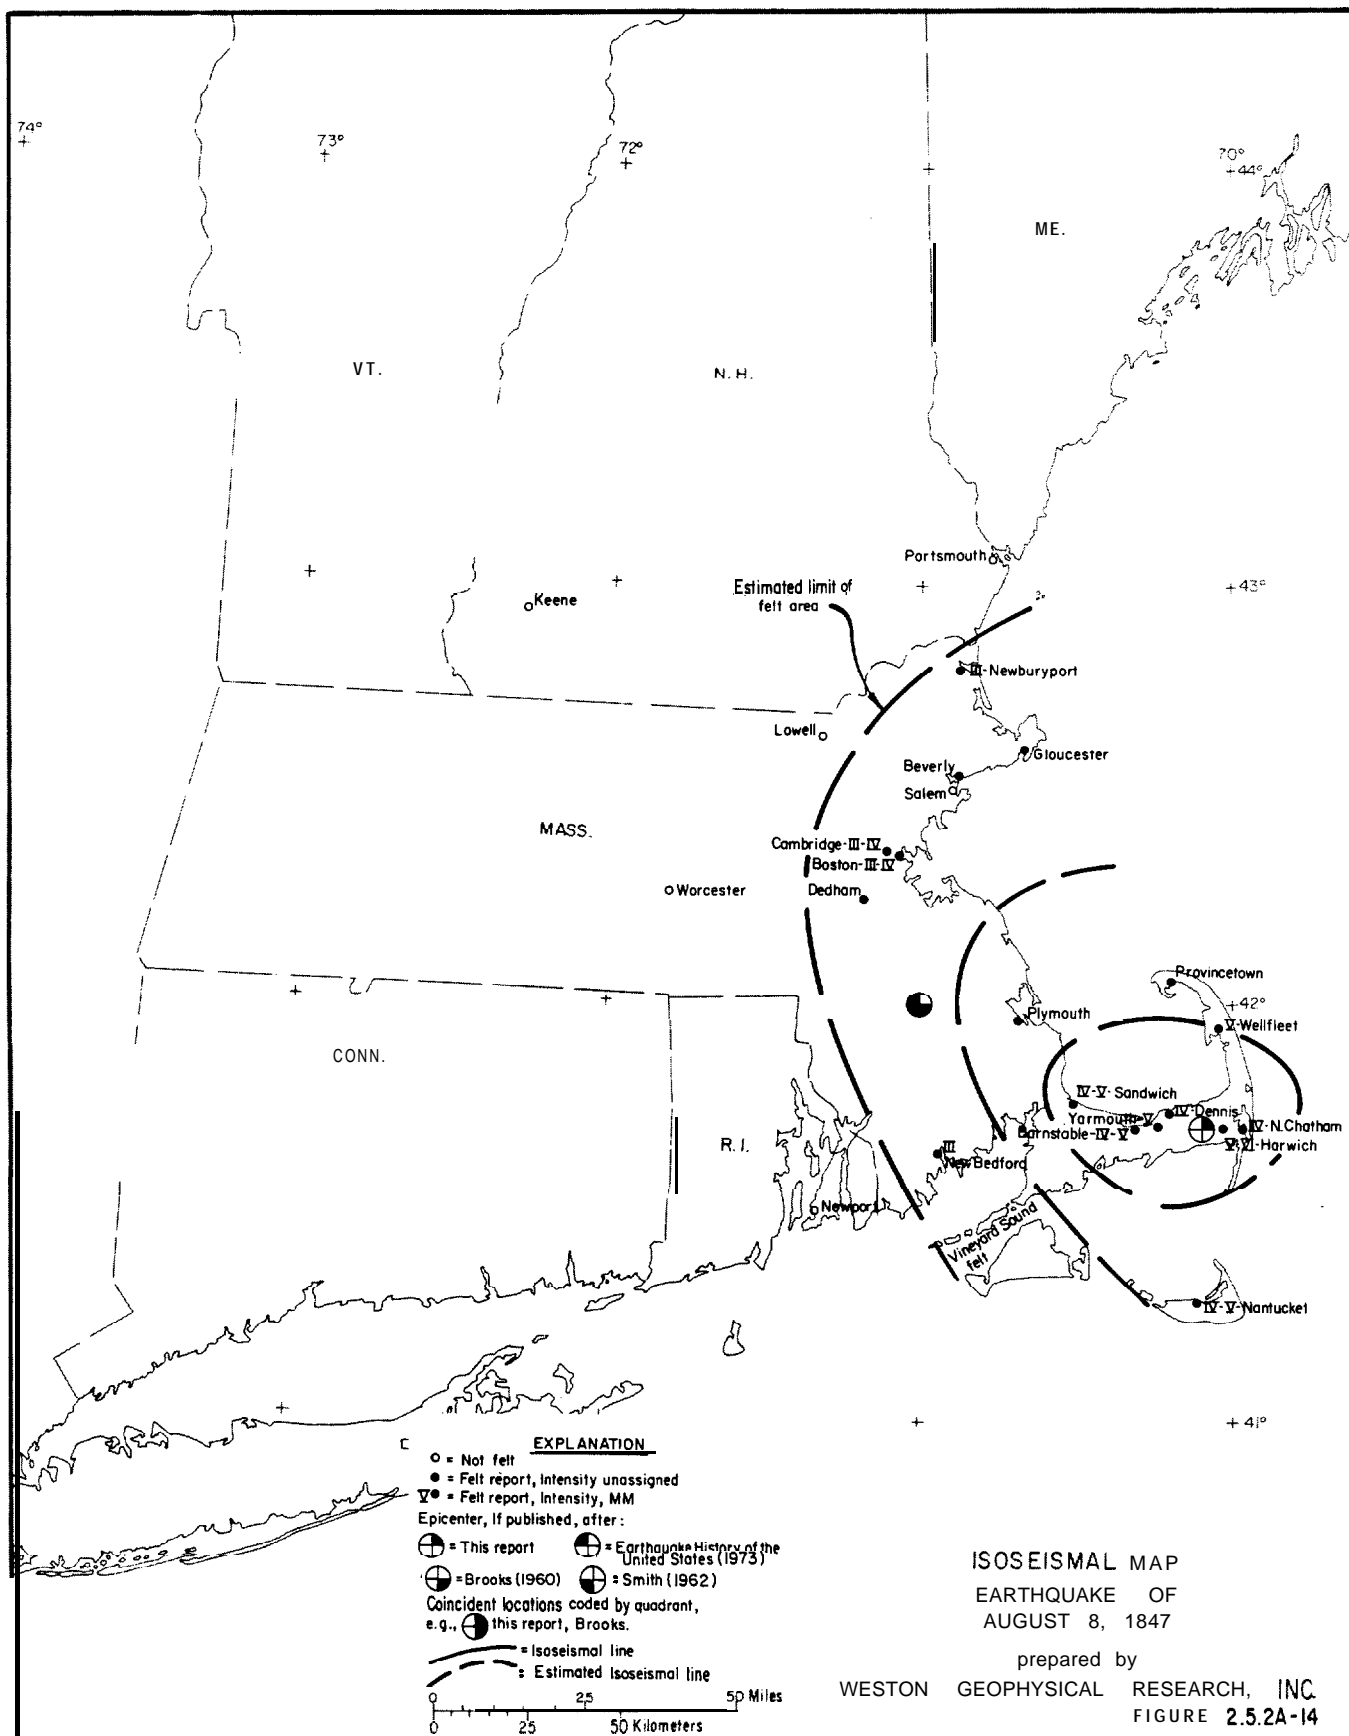 74°
73°
72°
70°
44°
ME.
VT.
N.H.
Portsmouth
Estimated limit of
felt area
43°
Keene
III-Newburyport
Lowell
Gloucester
Beverly
Salem
MASS.
Cambridge-III-IV
Boston-III-IV
Worcester
Dedham
Provincetown
42°
Plymouth
V-Wellfleet
CONN.
IV-V-Sandwich
Yarmouth-V
IV-Dennis
Barnstable-IV-V
IV-N.Chatham
V-VI-Harwich
R.I.
III
New Bedford
Newport
Vineyard Sound
felt
IV-V-Nantucket
41°
EXPLANATION
= Not felt
= Felt report, Intensity unassigned
V = Felt report, Intensity, MM
Epicenter, If published, after:
= This report
= Earthquake History of the
United States (1973)
= Brooks (1960)
= Smith (1962)
Coincident locations coded by quadrant,
e.g., this report, Brooks.
= Isoseismal line
= Estimated Isoseismal line
0 25 50 Miles
0 25 50 Kilometers
ISOSEISMAL MAP
EARTHQUAKE OF
AUGUST 8, 1847
prepared by
WESTON GEOPHYSICAL RESEARCH, INC.
FIGURE 2.5.2A-14